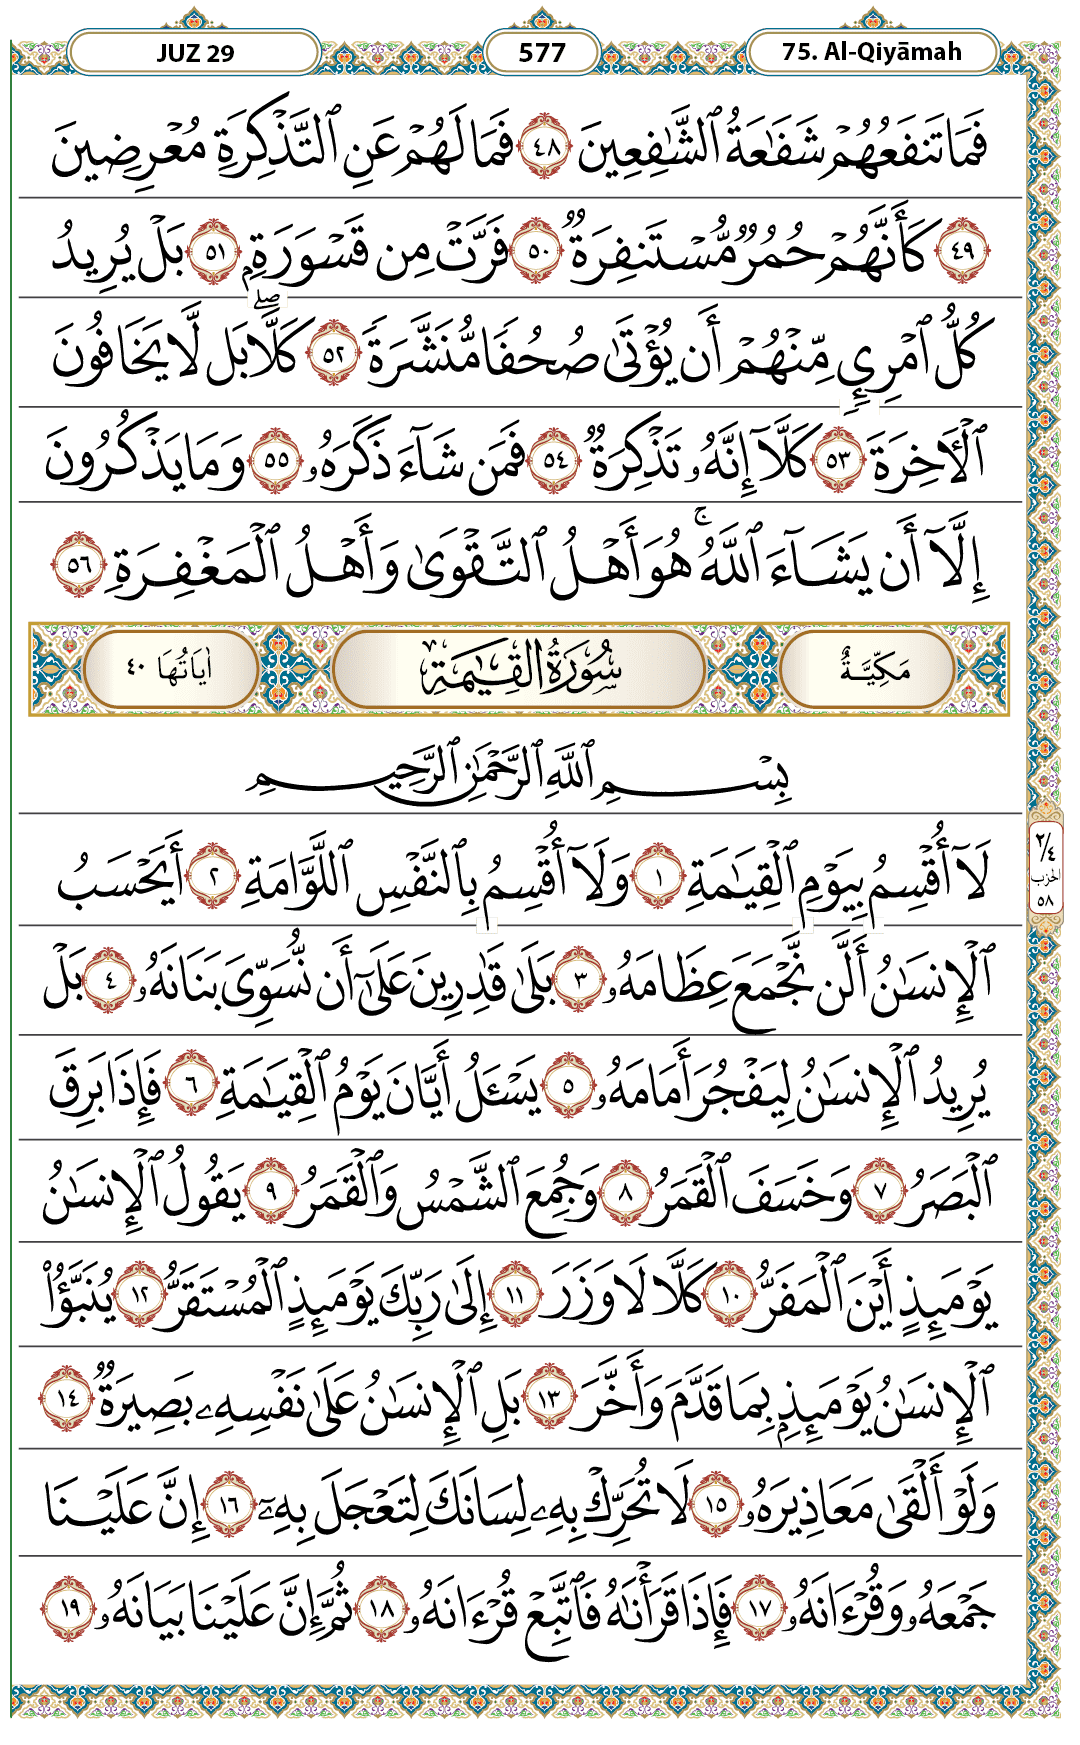 JUZ 29 577 75. Al-Qiyāmah
فَمَا تَنفَعُهُمْ شَفَٰعَةُ ٱلشَّٰفِعِينَ ٤٨ فَمَا لَهُمْ عَنِ ٱلتَّذْكِرَةِ مُعْرِضِينَ
٤٩ كَأَنَّهُمْ حُمُرٌ مُّسْتَنفِرَةٌ ٥٠ فَرَّتْ مِن قَسْوَرَةٍۭ ٥١ بَلْ يُرِيدُ
كُلُّ ٱمْرِئٍ مِّنْهُمْ أَن يُؤْتَىٰ صُحُفًا مُّنَشَّرَةً ٥٢ كَلَّاۖ بَل لَّا يَخَافُونَ
ٱلْـَٔاخِرَةَ ٥٣ كَلَّآ إِنَّهُۥ تَذْكِرَةٌ ٥٤ فَمَن شَآءَ ذَكَرَهُۥ ٥٥ وَمَا يَذْكُرُونَ
إِلَّآ أَن يَشَآءَ ٱللَّهُۚ هُوَ أَهْلُ ٱلتَّقْوَىٰ وَأَهْلُ ٱلْمَغْفِرَةِ ٥٦
مَكِّيَّةٌ سُورَةُ الْقِيٰمَةِ اٰيَاتُهَا ٤٠
بِسْمِ ٱللَّهِ ٱلرَّحْمَٰنِ ٱلرَّحِيمِ
لَآ أُقْسِمُ بِيَوْمِ ٱلْقِيَٰمَةِ ١ وَلَآ أُقْسِمُ بِٱلنَّفْسِ ٱللَّوَّامَةِ ٢ أَيَحْسَبُ
ٱلْإِنسَٰنُ أَلَّن نَّجْمَعَ عِظَامَهُۥ ٣ بَلَىٰ قَٰدِرِينَ عَلَىٰٓ أَن نُّسَوِّىَ بَنَانَهُۥ ٤ بَلْ
يُرِيدُ ٱلْإِنسَٰنُ لِيَفْجُرَ أَمَامَهُۥ ٥ يَسْـَٔلُ أَيَّانَ يَوْمُ ٱلْقِيَٰمَةِ ٦ فَإِذَا بَرِقَ
ٱلْبَصَرُ ٧ وَخَسَفَ ٱلْقَمَرُ ٨ وَجُمِعَ ٱلشَّمْسُ وَٱلْقَمَرُ ٩ يَقُولُ ٱلْإِنسَٰنُ
يَوْمَئِذٍ أَيْنَ ٱلْمَفَرُّ ١٠ كَلَّا لَا وَزَرَ ١١ إِلَىٰ رَبِّكَ يَوْمَئِذٍ ٱلْمُسْتَقَرُّ ١٢ يُنَبَّؤُا۟
ٱلْإِنسَٰنُ يَوْمَئِذٍۭ بِمَا قَدَّمَ وَأَخَّرَ ١٣ بَلِ ٱلْإِنسَٰنُ عَلَىٰ نَفْسِهِۦ بَصِيرَةٌ ١٤
وَلَوْ أَلْقَىٰ مَعَاذِيرَهُۥ ١٥ لَا تُحَرِّكْ بِهِۦ لِسَانَكَ لِتَعْجَلَ بِهِۦٓ ١٦ إِنَّ عَلَيْنَا
جَمْعَهُۥ وَقُرْءَانَهُۥ ١٧ فَإِذَا قَرَأْنَٰهُ فَٱتَّبِعْ قُرْءَانَهُۥ ١٨ ثُمَّ إِنَّ عَلَيْنَا بَيَانَهُۥ ١٩
٢/٤
الحزب
٥٨